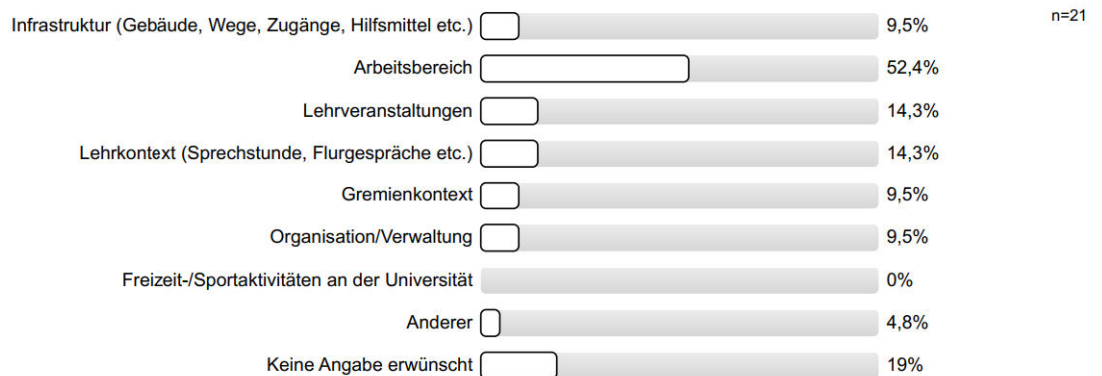 Infrastruktur (Gebäude, Wege, Zugänge, Hilfsmittel etc.) 9,5% n=21
Arbeitsbereich 52,4%
Lehrveranstaltungen 14,3%
Lehrkontext (Sprechstunde, Flurgespräche etc.) 14,3%
Gremienkontext 9,5%
Organisation/Verwaltung 9,5%
Freizeit-/Sportaktivitäten an der Universität 0%
Anderer 4,8%
Keine Angabe erwünscht 19%